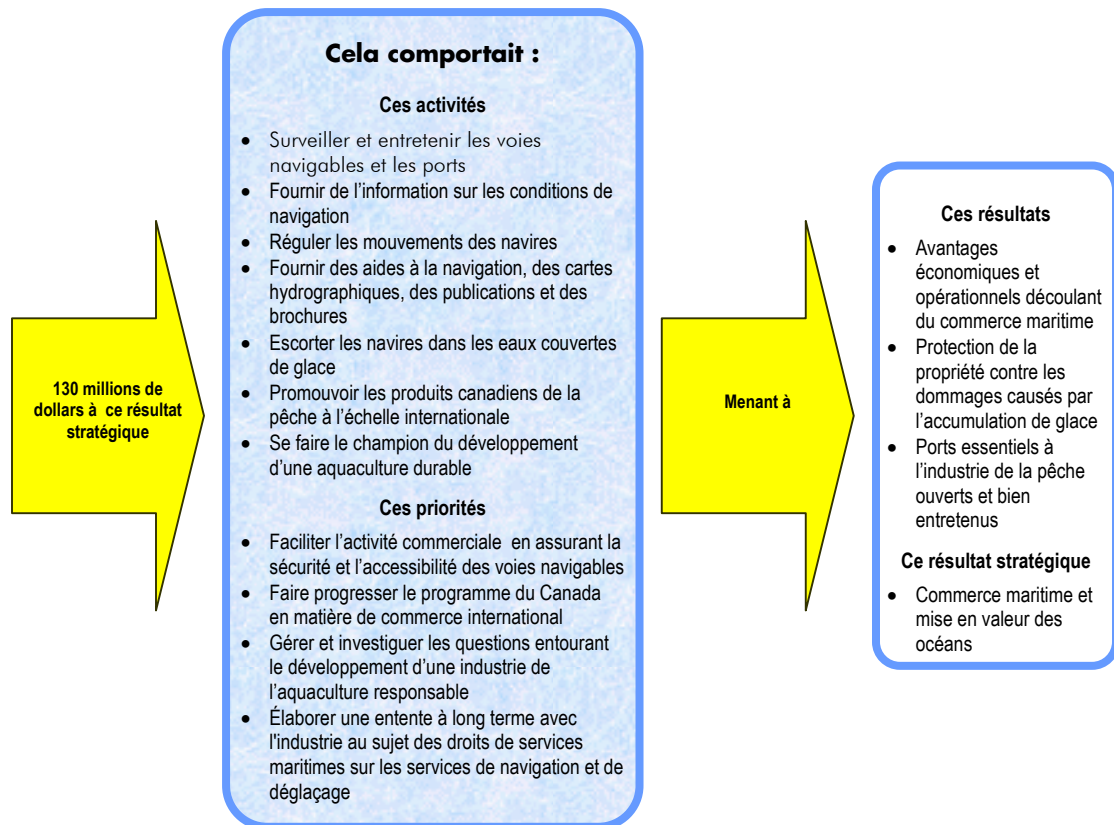 130 millions de
dollars à ce résultat
stratégique
Cela comportait :
Ces activités
• Surveiller et entretenir les voies
navigables et les ports
• Fournir de l’information sur les conditions de
navigation
• Réguler les mouvements des navires
• Fournir des aides à la navigation, des cartes
hydrographiques, des publications et des
brochures
• Escorter les navires dans les eaux couvertes
de glace
• Promouvoir les produits canadiens de la
pêche à l’échelle internationale
• Se faire le champion du développement
d’une aquaculture durable
Ces priorités
• Faciliter l’activité commerciale en assurant la
sécurité et l’accessibilité des voies navigables
• Faire progresser le programme du Canada
en matière de commerce international
• Gérer et investiguer les questions entourant
le développement d’une industrie de
l’aquaculture responsable
• Élaborer une entente à long terme avec
l'industrie au sujet des droits de services
maritimes sur les services de navigation et de
déglaçage
Menant à
Ces résultats
• Avantages
économiques et
opérationnels découlant
du commerce maritime
• Protection de la
propriété contre les
dommages causés par
l’accumulation de glace
• Ports essentiels à
l’industrie de la pêche
ouverts et bien
entretenus
Ce résultat stratégique
• Commerce maritime et
mise en valeur des
océans